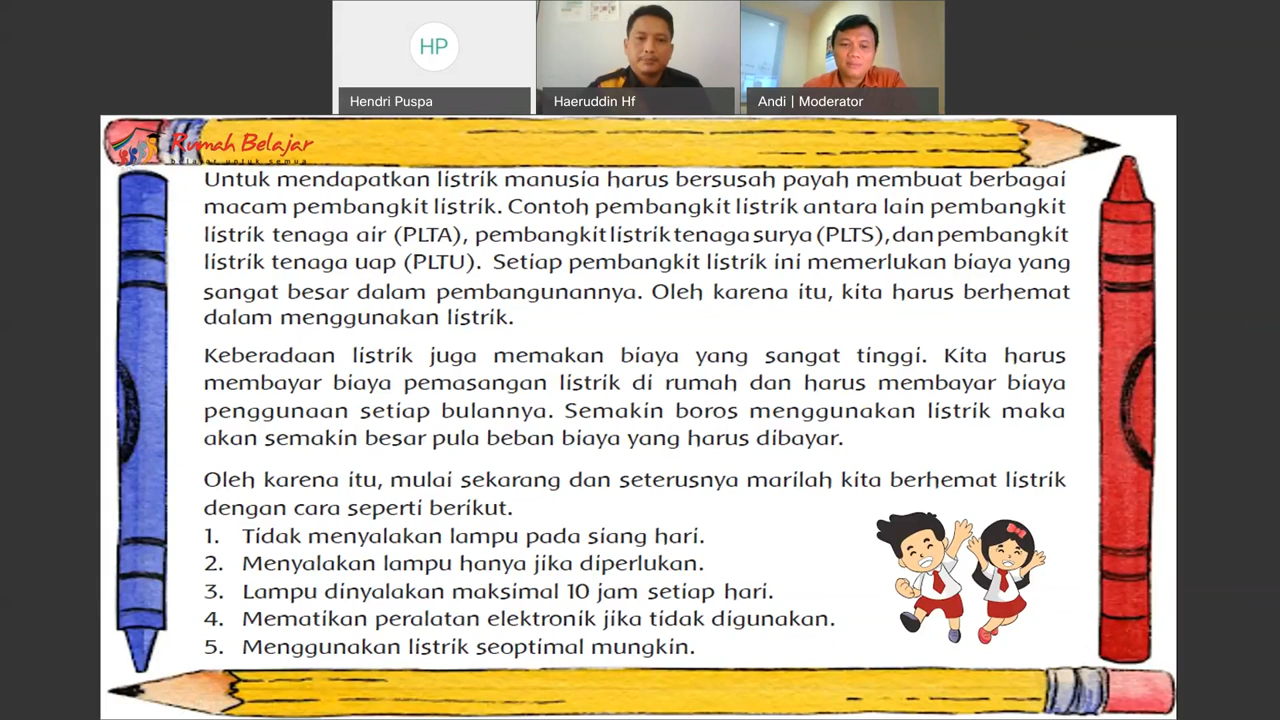 HP
Hendri Puspa
Haeruddin Hf
Andi | Moderator
Rumah Belajar
belajar untuk semua
Untuk mendapatkan listrik manusia harus bersusah payah membuat berbagai
macam pembangkit listrik. Contoh pembangkit listrik antara lain pembangkit
listrik tenaga air (PLTA), pembangkit listrik tenaga surya (PLTS), dan pembangkit
listrik tenaga uap (PLTU). Setiap pembangkit listrik ini memerlukan biaya yang
sangat besar dalam pembangunannya. Oleh karena itu, kita harus berhemat
dalam menggunakan listrik.
Keberadaan listrik juga memakan biaya yang sangat tinggi. Kita harus
membayar biaya pemasangan listrik di rumah dan harus membayar biaya
penggunaan setiap bulannya. Semakin boros menggunakan listrik maka
akan semakin besar pula beban biaya yang harus dibayar.
Oleh karena itu, mulai sekarang dan seterusnya marilah kita berhemat listrik
dengan cara seperti berikut.
1. Tidak menyalakan lampu pada siang hari.
2. Menyalakan lampu hanya jika diperlukan.
3. Lampu dinyalakan maksimal 10 jam setiap hari.
4. Mematikan peralatan elektronik jika tidak digunakan.
5. Menggunakan listrik seoptimal mungkin.